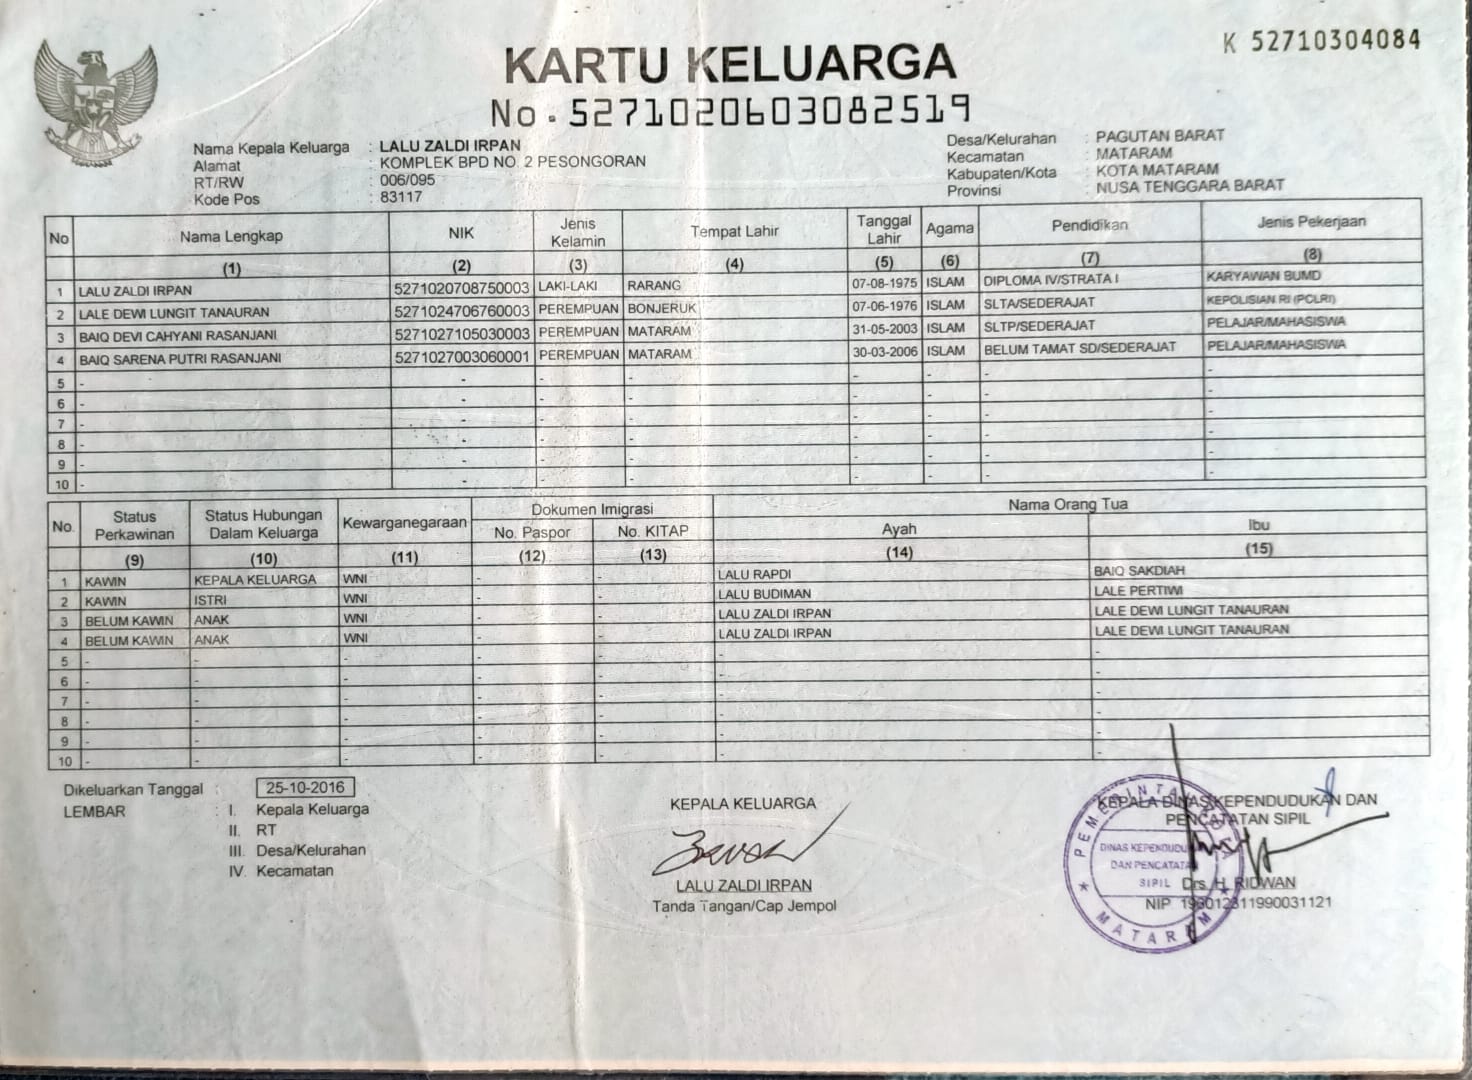 K 52710304084
KARTU KELUARGA
No. 5271020603082519
Nama Kepala Keluarga : LALU ZALDI IRPAN
Alamat : KOMPLEK BPD NO. 2 PESONGORAN
RT/RW : 006/095
Kode Pos : 83117
Desa/Kelurahan : PAGUTAN BARAT
Kecamatan : MATARAM
Kabupaten/Kota : KOTA MATARAM
Provinsi : NUSA TENGGARA BARAT
No Nama Lengkap NIK Jenis Kelamin Tempat Lahir Tanggal Lahir Agama Pendidikan Jenis Pekerjaan
(1) (2) (3) (4) (5) (6) (7) (8)
1 LALU ZALDI IRPAN 5271020708750003 LAKI-LAKI RARANG 07-08-1975 ISLAM DIPLOMA IV/STRATA I KARYAWAN BUMD
2 LALE DEWI LUNGIT TANAURAN 5271024706760003 PEREMPUAN BONJERUK 07-06-1976 ISLAM SLTA/SEDERAJAT KEPOLISIAN RI (POLRI)
3 BAIQ DEVI CAHYANI RASANJANI 5271027105030003 PEREMPUAN MATARAM 31-05-2003 ISLAM SLTP/SEDERAJAT PELAJAR/MAHASISWA
4 BAIQ SARENA PUTRI RASANJANI 5271027003060001 PEREMPUAN MATARAM 30-03-2006 ISLAM BELUM TAMAT SD/SEDERAJAT PELAJAR/MAHASISWA
5 - - - - - - - -
6 - - - - - - - -
7 - - - - - - - -
8 - - - - - - - -
9 - - - - - - - -
10 - - - - - - - -
No. Status Perkawinan Status Hubungan Dalam Keluarga Kewarganegaraan Dokumen Imigrasi Nama Orang Tua
No. Paspor No. KITAP Ayah Ibu
(9) (10) (11) (12) (13) (14) (15)
1 KAWIN KEPALA KELUARGA WNI - - LALU RAPDI BAIQ SAKDIAH
2 KAWIN ISTRI WNI - - LALU BUDIMAN LALE PERTIWI
3 BELUM KAWIN ANAK WNI - - LALU ZALDI IRPAN LALE DEWI LUNGIT TANAURAN
4 BELUM KAWIN ANAK WNI - - LALU ZALDI IRPAN LALE DEWI LUNGIT TANAURAN
5 - - - - - - -
6 - - - - - - -
7 - - - - - - -
8 - - - - - - -
9 - - - - - - -
10 - - - - - - -
Dikeluarkan Tanggal : 25-10-2016
LEMBAR : I. Kepala Keluarga
II. RT
III. Desa/Kelurahan
IV. Kecamatan
KEPALA KELUARGA
LALU ZALDI IRPAN
Tanda Tangan/Cap Jempol
KEPALA DINAS KEPENDUDUKAN DAN
PENCATATAN SIPIL
Drs. H. RIDWAN
NIP. 196012311990031121
PEMERINTAH KOTA
DINAS KEPENDUDUKAN
DAN PENCATATAN
SIPIL
MATARAM